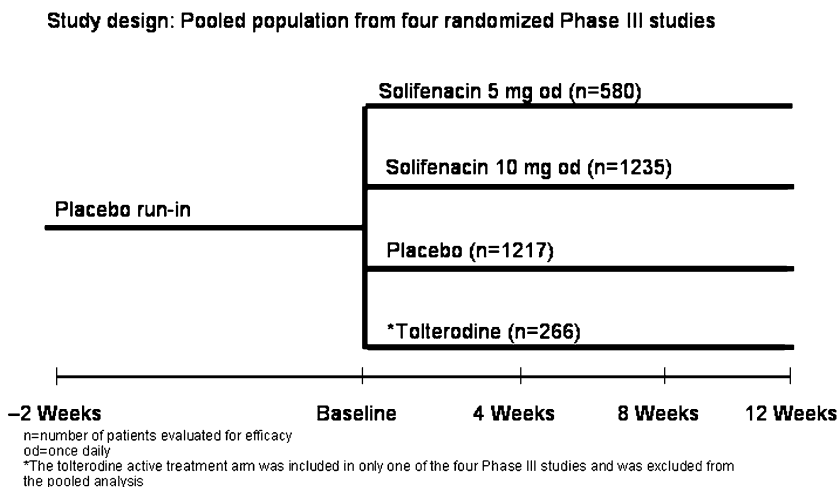 Study design: Pooled population from four randomized Phase III studies
Solifenacin 5 mg od (n=580)
Solifenacin 10 mg od (n=1235)
Placebo run-in
Placebo (n=1217)
*Tolterodine (n=266)
–2 Weeks Baseline 4 Weeks 8 Weeks 12 Weeks
n=number of patients evaluated for efficacy
od=once daily
*The tolterodine active treatment arm was included in only one of the four Phase III studies and was excluded from
the pooled analysis